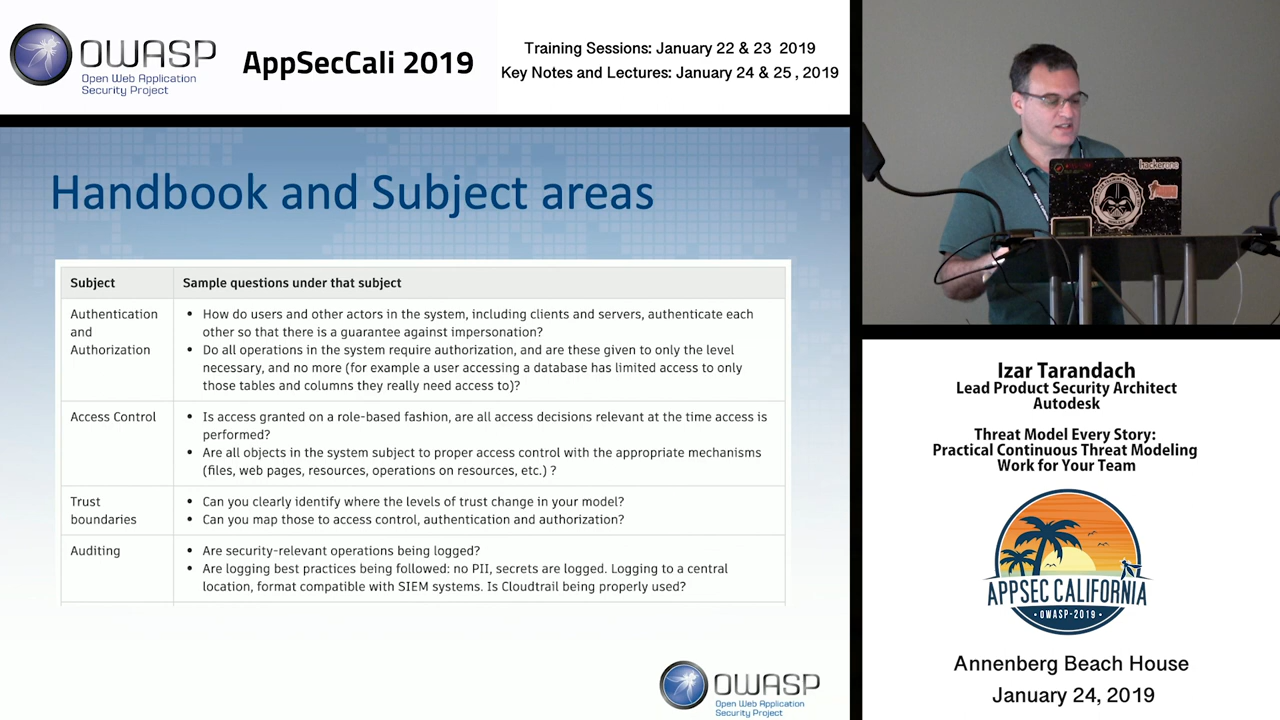 OWASP
Open Web Application
Security Project
AppSecCali 2019
Training Sessions: January 22 & 23 2019
Key Notes and Lectures: January 24 & 25 , 2019
Handbook and Subject areas
Subject
Sample questions under that subject
Authentication
and
Authorization
• How do users and other actors in the system, including clients and servers, authenticate each
other so that there is a guarantee against impersonation?
• Do all operations in the system require authorization, and are these given to only the level
necessary, and no more (for example a user accessing a database has limited access to only
those tables and columns they really need access to)?
Access Control
• Is access granted on a role-based fashion, are all access decisions relevant at the time access is
performed?
• Are all objects in the system subject to proper access control with the appropriate mechanisms
(files, web pages, resources, operations on resources, etc.) ?
Trust
boundaries
• Can you clearly identify where the levels of trust change in your model?
• Can you map those to access control, authentication and authorization?
Auditing
• Are security-relevant operations being logged?
• Are logging best practices being followed: no PII, secrets are logged. Logging to a central
location, format compatible with SIEM systems. Is Cloudtrail being properly used?
OWASP
Open Web Application
Security Project
hackerone
Izar Tarandach
Lead Product Security Architect
Autodesk
Threat Model Every Story:
Practical Continuous Threat Modeling
Work for Your Team
APPSEC CALIFORNIA
• OWASP-2019 •
Annenberg Beach House
January 24, 2019